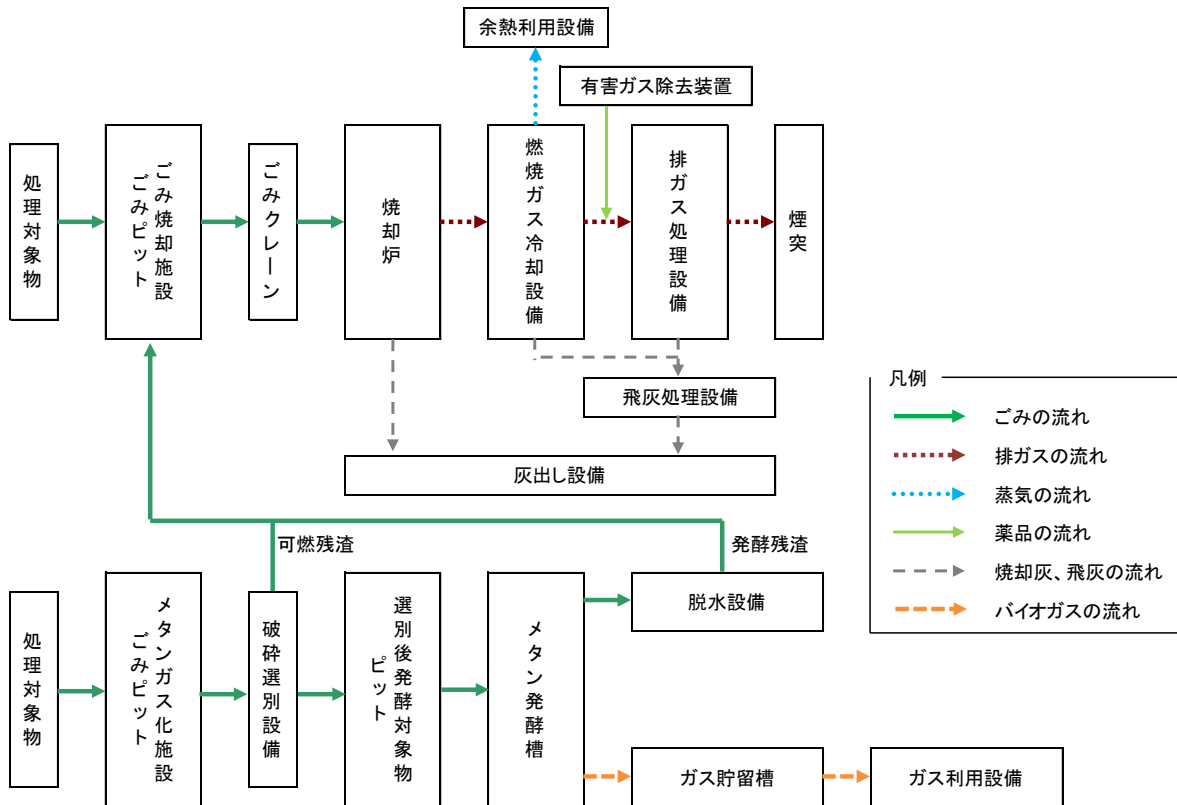 余熱利用設備
有害ガス除去装置
処理対象物
ごみ焼却施設
ごみピット
ごみクレーン
焼却炉
燃焼ガス冷却設備
排ガス処理設備
煙突
飛灰処理設備
灰出し設備
凡例
ごみの流れ
排ガスの流れ
蒸気の流れ
薬品の流れ
焼却灰、飛灰の流れ
バイオガスの流れ
可燃残渣
発酵残渣
処理対象物
メタンガス化施設
ごみピット
破砕選別設備
選別後発酵対象物
ピット
メタン発酵槽
脱水設備
ガス貯留槽
ガス利用設備